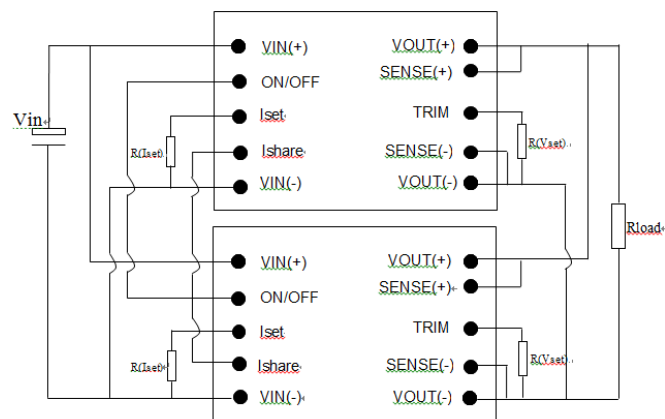 VIN(+)
VOUT(+)
SENSE(+)
ON/OFF
Vin
Iset
TRIM
R(Iset)
R(Vset)
Ishare
SENSE(-)
VIN(-)
VOUT(-)
Rload
VIN(+)
VOUT(+)
SENSE(+)
ON/OFF
Iset
TRIM
R(Iset)
R(Vset)
Ishare
SENSE(-)
VIN(-)
VOUT(-)